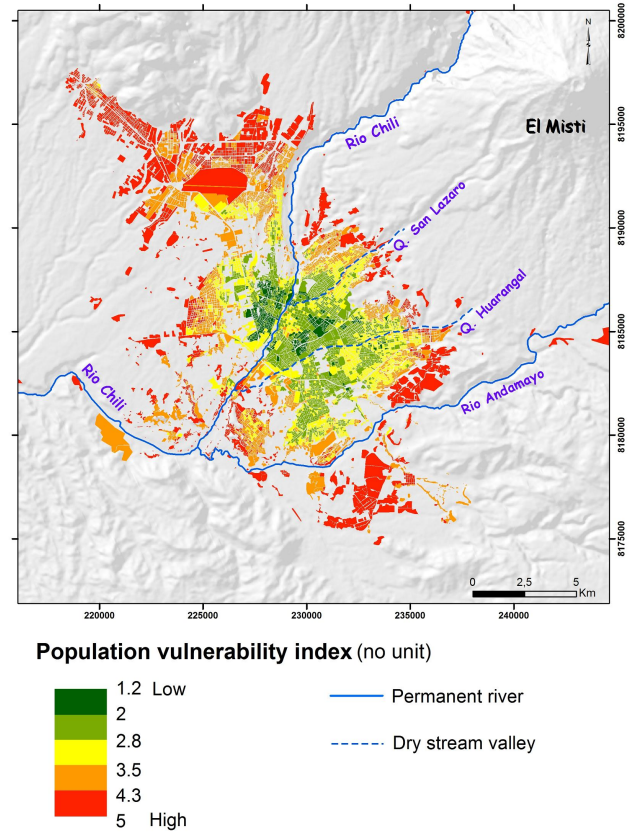 8200000
N
El Misti
8195000
Rio Chili
8190000
Q. San Lazaro
Q. Huarangal
8185000
Rio Chili
Rio Andamayo
8180000
8175000
0 2,5 5
Km
220000 225000 230000 235000 240000
Population vulnerability index (no unit)
1.2 Low
2
2.8
3.5
4.3
5 High
Permanent river
Dry stream valley